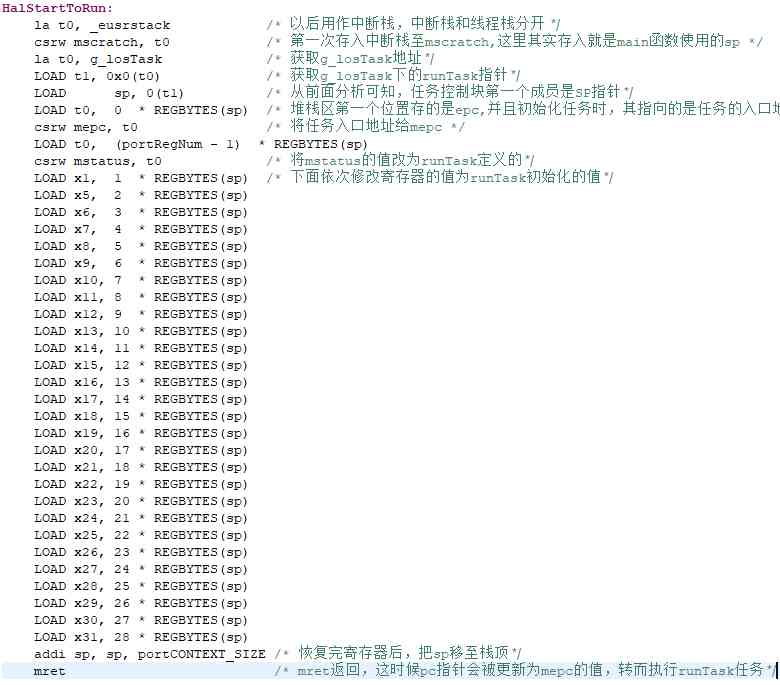 HalStartToRun:
la t0, _eusrstack /* 以后用作中断栈，中断栈和线程栈分开 */
csrw mscratch, t0 /* 第一次存入中断栈至mscratch,这里其实存入就是main函数使用的sp */
la t0, g_losTask /* 获取g_losTask地址 */
LOAD t1, 0x0(t0) /* 获取g_losTask下的runTask指针 */
LOAD sp, 0(t1) /* 从前面分析可知，任务控制块第一个成员是SP指针 */
LOAD t0, 0 * REGBYTES(sp) /* 堆栈区第一个位置存的是epc,并且初始化任务时，其指向的是任务的入口地
csrw mepc, t0 /* 将任务入口地址给mepc */
LOAD t0, (portRegNum - 1) * REGBYTES(sp)
csrw mstatus, t0 /* 将mstatus的值改为runTask定义的 */
LOAD x1, 1 * REGBYTES(sp) /* 下面依次修改寄存器的值为runTask初始化的值 */
LOAD x5, 2 * REGBYTES(sp)
LOAD x6, 3 * REGBYTES(sp)
LOAD x7, 4 * REGBYTES(sp)
LOAD x8, 5 * REGBYTES(sp)
LOAD x9, 6 * REGBYTES(sp)
LOAD x10, 7 * REGBYTES(sp)
LOAD x11, 8 * REGBYTES(sp)
LOAD x12, 9 * REGBYTES(sp)
LOAD x13, 10 * REGBYTES(sp)
LOAD x14, 11 * REGBYTES(sp)
LOAD x15, 12 * REGBYTES(sp)
LOAD x16, 13 * REGBYTES(sp)
LOAD x17, 14 * REGBYTES(sp)
LOAD x18, 15 * REGBYTES(sp)
LOAD x19, 16 * REGBYTES(sp)
LOAD x20, 17 * REGBYTES(sp)
LOAD x21, 18 * REGBYTES(sp)
LOAD x22, 19 * REGBYTES(sp)
LOAD x23, 20 * REGBYTES(sp)
LOAD x24, 21 * REGBYTES(sp)
LOAD x25, 22 * REGBYTES(sp)
LOAD x26, 23 * REGBYTES(sp)
LOAD x27, 24 * REGBYTES(sp)
LOAD x28, 25 * REGBYTES(sp)
LOAD x29, 26 * REGBYTES(sp)
LOAD x30, 27 * REGBYTES(sp)
LOAD x31, 28 * REGBYTES(sp)
addi sp, sp, portCONTEXT_SIZE /* 恢复完寄存器后，把sp移至栈顶 */
mret /* mret返回，这时候pc指针会被更新为mepc的值，转而执行runTask任务 */